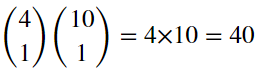 (4 1)(10 1) = 4×10 = 40